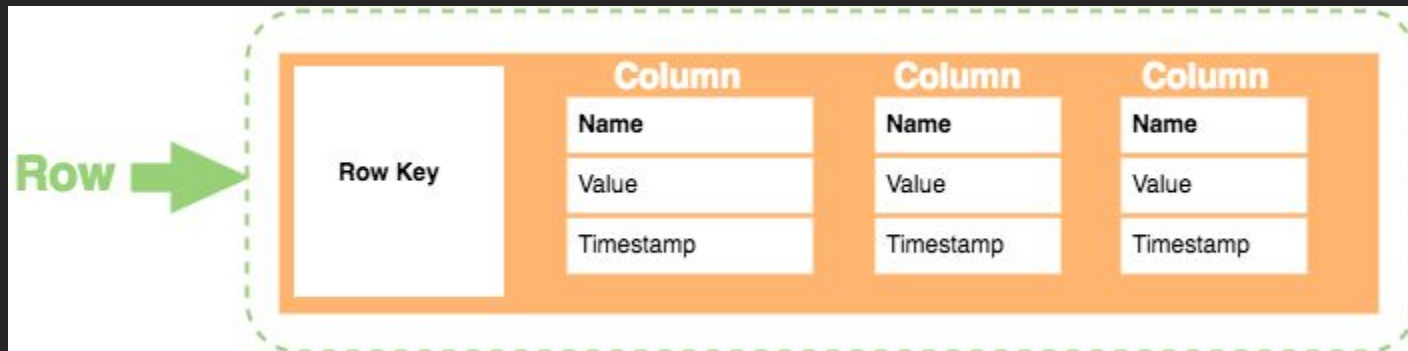 Row
Row Key
Column
Name
Value
Timestamp
Column
Name
Value
Timestamp
Column
Name
Value
Timestamp